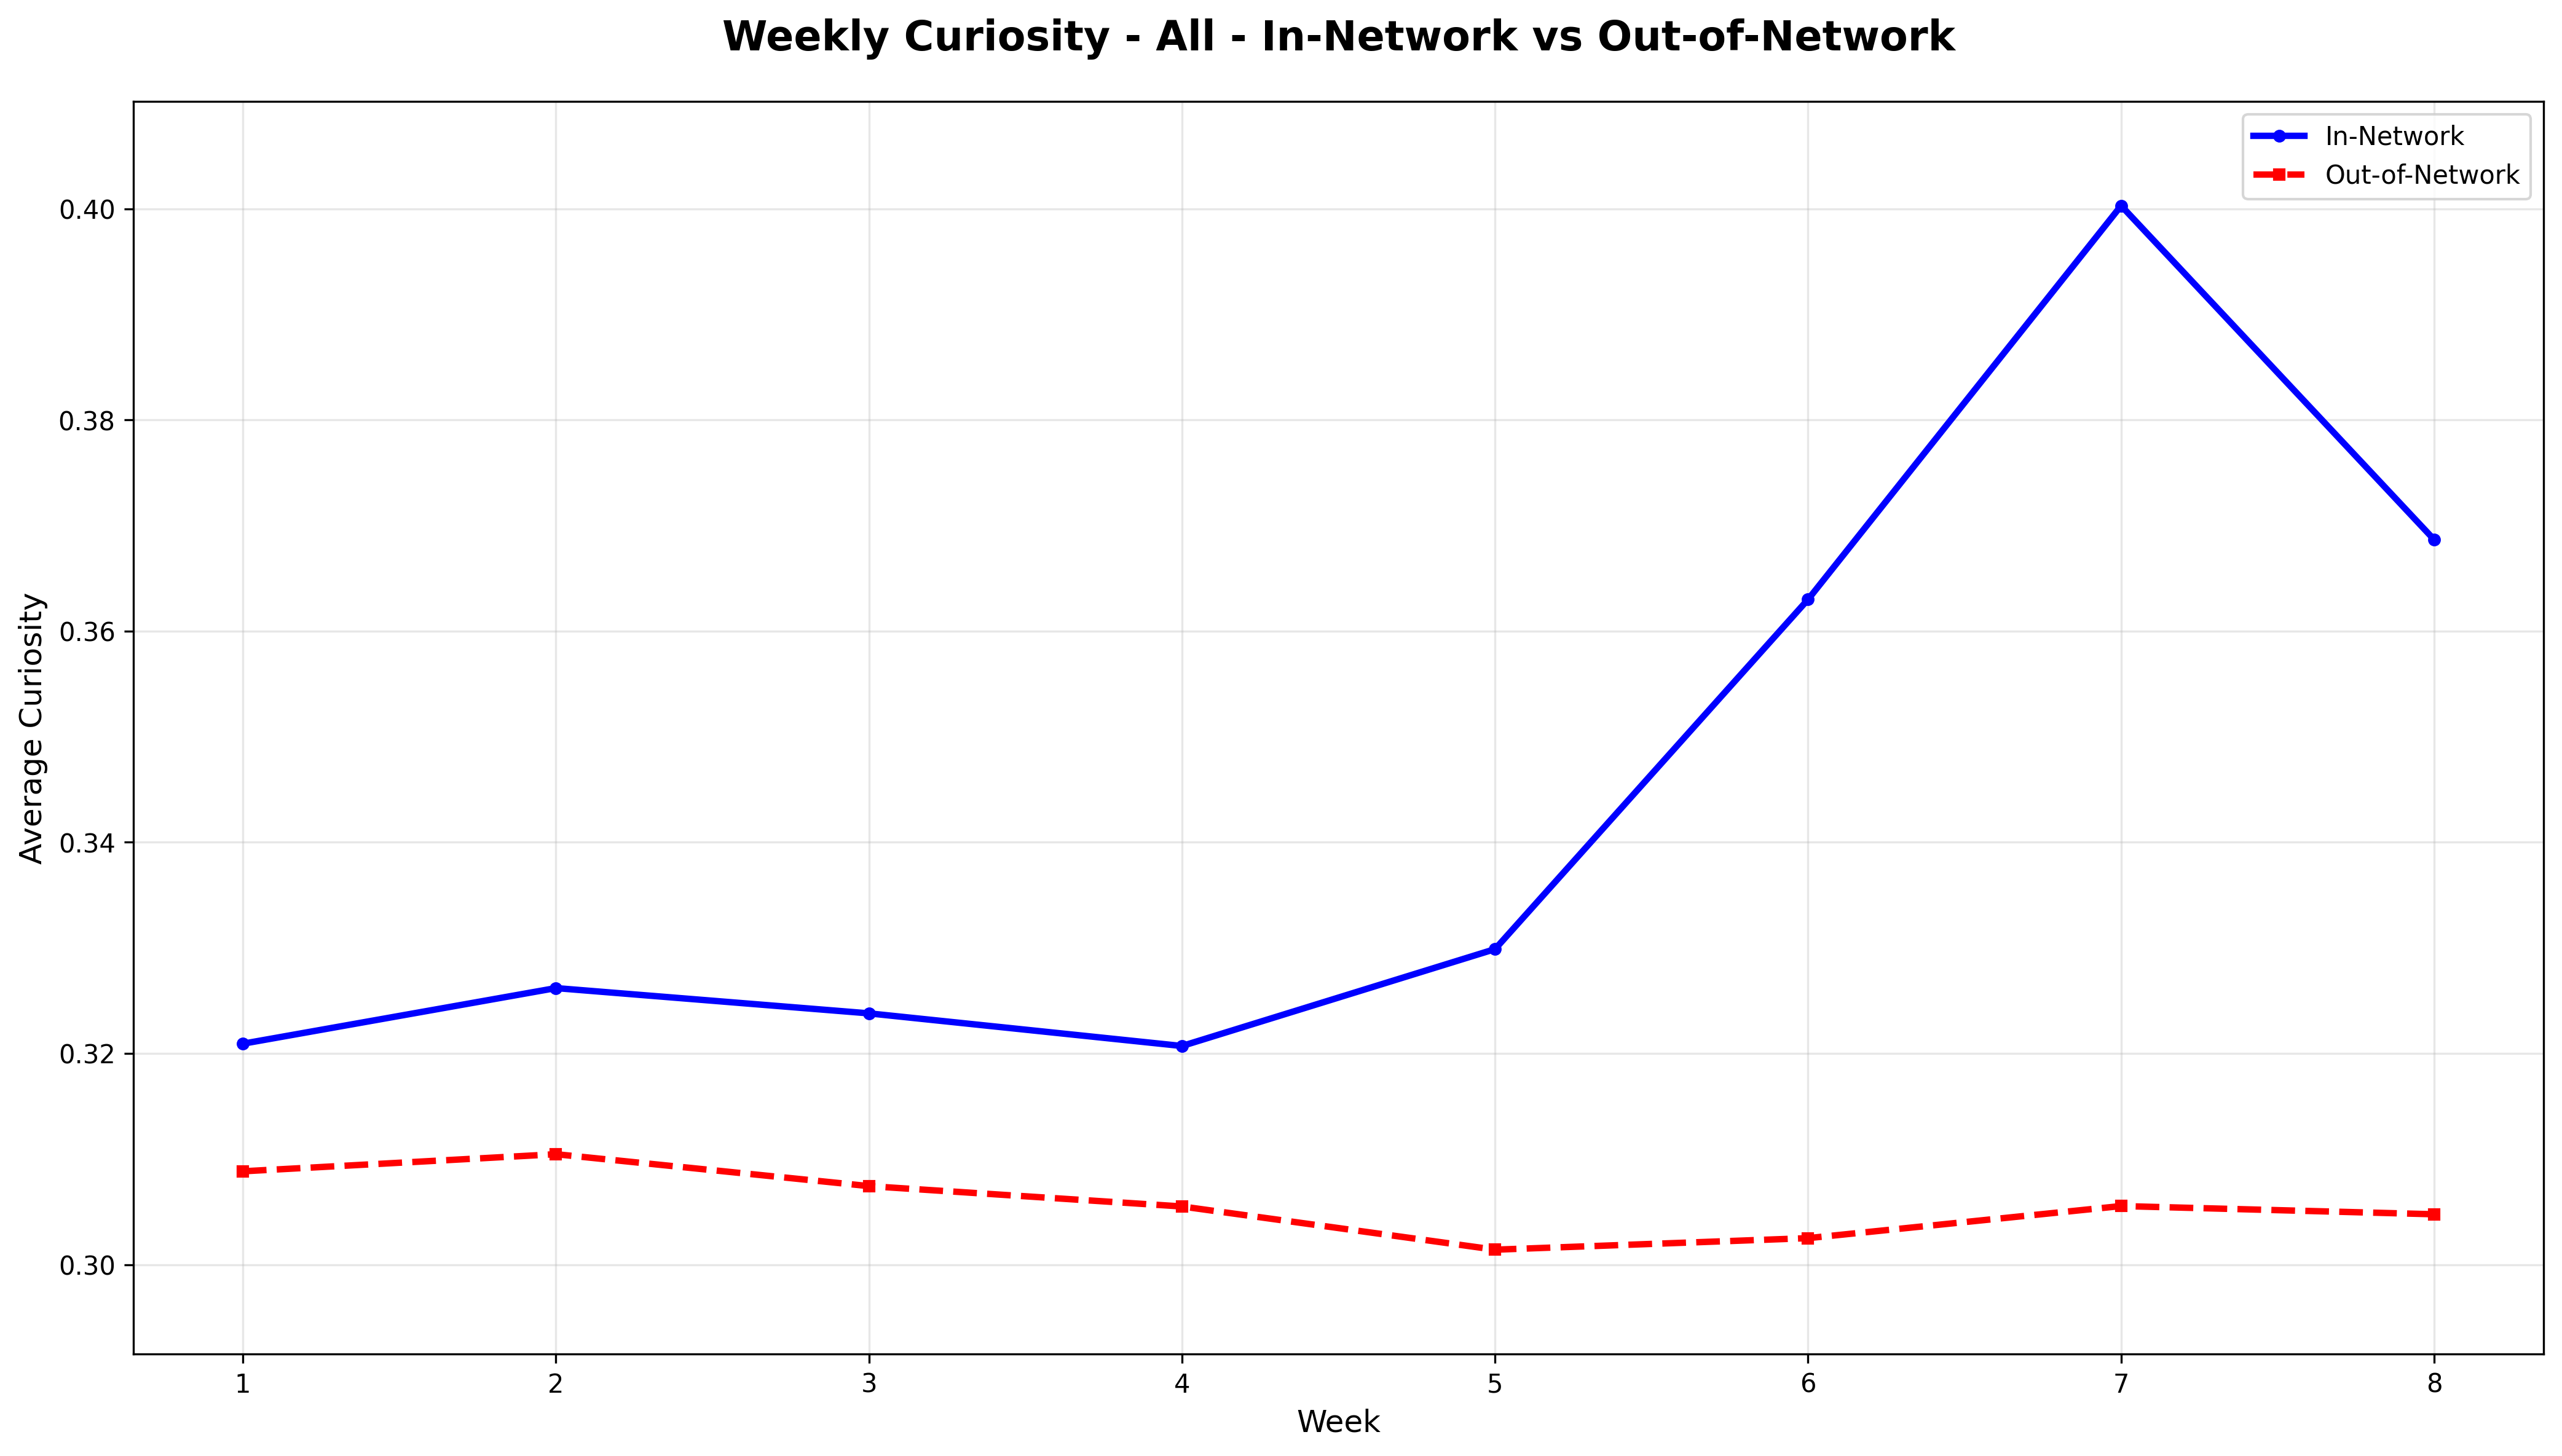 Weekly Curiosity - All - In-Network vs Out-of-Network
In-Network
Out-of-Network
0.40
0.38
0.36
0.34
0.32
0.30
Average Curiosity
1 2 3 4 5 6 7 8
Week